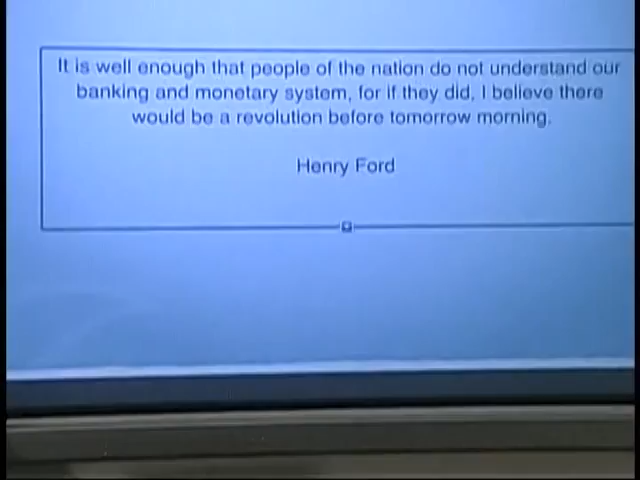 It is well enough that people of the nation do not understand our
banking and monetary system, for if they did, I believe there
would be a revolution before tomorrow morning.
Henry Ford